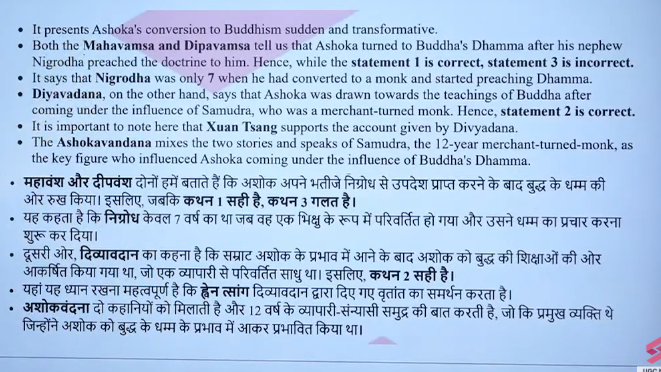 • It presents Ashoka's conversion to Buddhism sudden and transformative.
• Both the Mahavamsa and Dipavamsa tell us that Ashoka turned to Buddha's Dhamma after his nephew
Nigrodha preached the doctrine to him. Hence, while the statement 1 is correct, statement 3 is incorrect.
• It says that Nigrodha was only 7 when he had converted to a monk and started preaching Dhamma.
• Diyavadana, on the other hand, says that Ashoka was drawn towards the teachings of Buddha after
coming under the influence of Samudra, who was a merchant-turned monk. Hence, statement 2 is correct.
• It is important to note here that Xuan Tsang supports the account given by Divyadana.
• The Ashokavandana mixes the two stories and speaks of Samudra, the 12-year merchant-turned-monk, as
the key figure who influenced Ashoka coming under the influence of Buddha's Dhamma.
• महावंश और दीपवंश दोनों हमें बताते हैं कि अशोक अपने भतीजे निग्रोध से उपदेश प्राप्त करने के बाद बुद्ध के धम्म की
ओर रुख किया। इसलिए, जबकि कथन 1 सही है, कथन 3 गलत है।
• यह कहता है कि निग्रोध केवल 7 वर्ष का था जब वह एक भिक्षु के रूप में परिवर्तित हो गया और उसने धम्म का प्रचार करना
शुरू कर दिया।
• दूसरी ओर, दिव्यावदान का कहना है कि सम्राट अशोक के प्रभाव में आने के बाद अशोक को बुद्ध की शिक्षाओं की ओर
आकर्षित किया गया था, जो एक व्यापारी से परिवर्तित साधु था। इसलिए, कथन 2 सही है।
• यहां यह ध्यान रखना महत्वपूर्ण है कि ह्वेन त्सांग दिव्यावदान द्वारा दिए गए वृत्तांत का समर्थन करता है।
• अशोकवंदना दो कहानियों को मिलाती है और 12 वर्ष के व्यापारी-संन्यासी समुद्र की बात करती है, जो कि प्रमुख व्यक्ति थे
जिन्होंने अशोक को बुद्ध के धम्म के प्रभाव में आकर प्रभावित किया था।